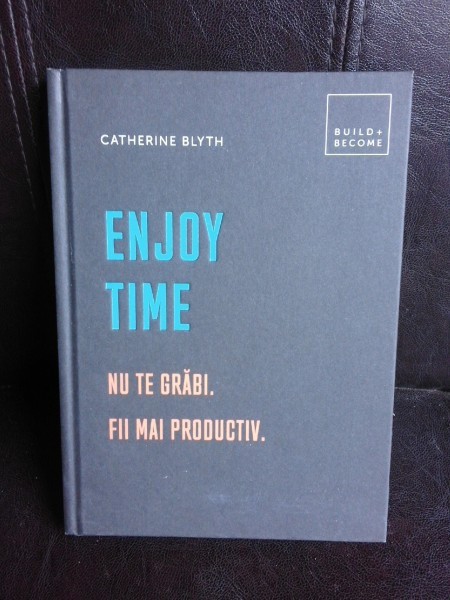 BUILD +
BECOME
CATHERINE BLYTH
ENJOY
TIME
NU TE GRĂBI.
FII MAI PRODUCTIV.